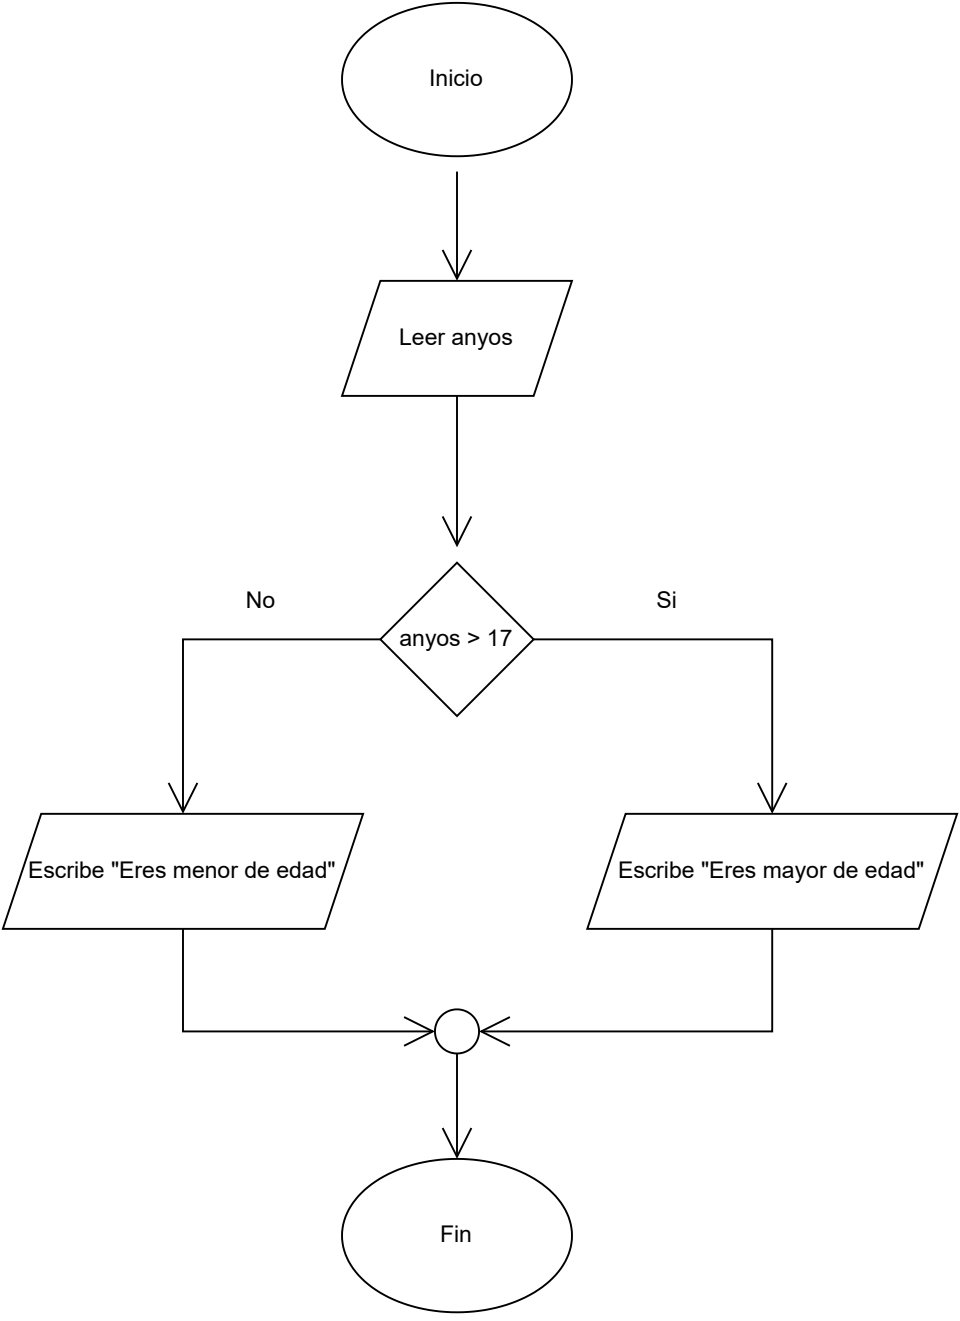 Inicio
Leer anyos
No
Si
anyos > 17
Escribe "Eres menor de edad"
Escribe "Eres mayor de edad"
Fin